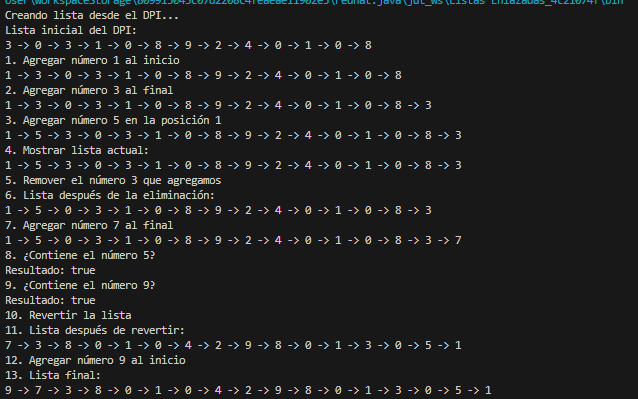 Creando lista desde el DPI...
Lista inicial del DPI:
3 -> 0 -> 3 -> 1 -> 0 -> 8 -> 9 -> 2 -> 4 -> 0 -> 1 -> 0 -> 8
1. Agregar número 1 al inicio
1 -> 3 -> 0 -> 3 -> 1 -> 0 -> 8 -> 9 -> 2 -> 4 -> 0 -> 1 -> 0 -> 8
2. Agregar número 3 al final
1 -> 3 -> 0 -> 3 -> 1 -> 0 -> 8 -> 9 -> 2 -> 4 -> 0 -> 1 -> 0 -> 8 -> 3
3. Agregar número 5 en la posición 1
1 -> 5 -> 3 -> 0 -> 3 -> 1 -> 0 -> 8 -> 9 -> 2 -> 4 -> 0 -> 1 -> 0 -> 8 -> 3
4. Mostrar lista actual:
1 -> 5 -> 3 -> 0 -> 3 -> 1 -> 0 -> 8 -> 9 -> 2 -> 4 -> 0 -> 1 -> 0 -> 8 -> 3
5. Remover el número 3 que agregamos
6. Lista después de la eliminación:
1 -> 5 -> 0 -> 3 -> 1 -> 0 -> 8 -> 9 -> 2 -> 4 -> 0 -> 1 -> 0 -> 8 -> 3
7. Agregar número 7 al final
1 -> 5 -> 0 -> 3 -> 1 -> 0 -> 8 -> 9 -> 2 -> 4 -> 0 -> 1 -> 0 -> 8 -> 3 -> 7
8. ¿Contiene el número 5?
Resultado: true
9. ¿Contiene el número 9?
Resultado: true
10. Revertir la lista
11. Lista después de revertir:
7 -> 3 -> 8 -> 0 -> 1 -> 0 -> 4 -> 2 -> 9 -> 8 -> 0 -> 1 -> 3 -> 0 -> 5 -> 1
12. Agregar número 9 al inicio
13. Lista final:
9 -> 7 -> 3 -> 8 -> 0 -> 1 -> 0 -> 4 -> 2 -> 9 -> 8 -> 0 -> 1 -> 3 -> 0 -> 5 -> 1